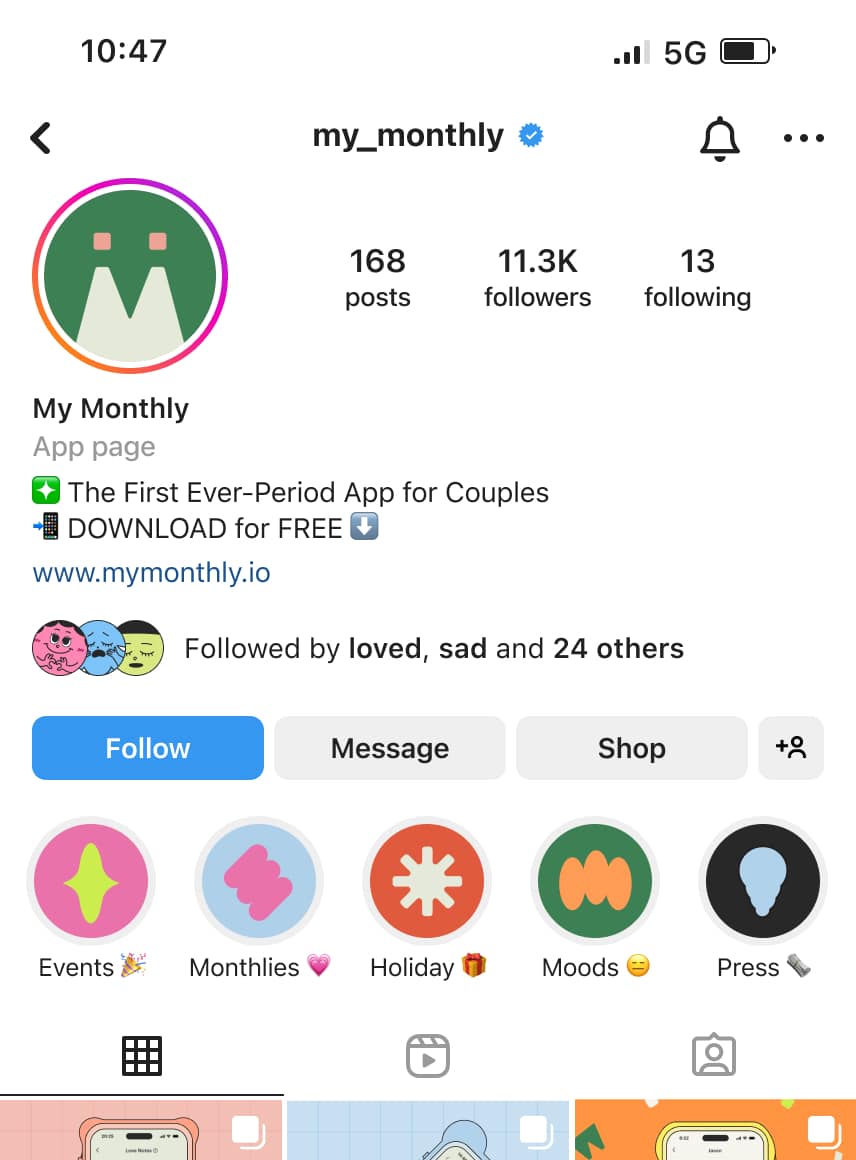 10:47 5G
my_monthly
168 11.3K 13
posts followers following
My Monthly
App page
The First Ever-Period App for Couples
DOWNLOAD for FREE
www.mymonthly.io
Followed by loved, sad and 24 others
Follow Message Shop
Events Monthlies Holiday Moods Press
Love Notes